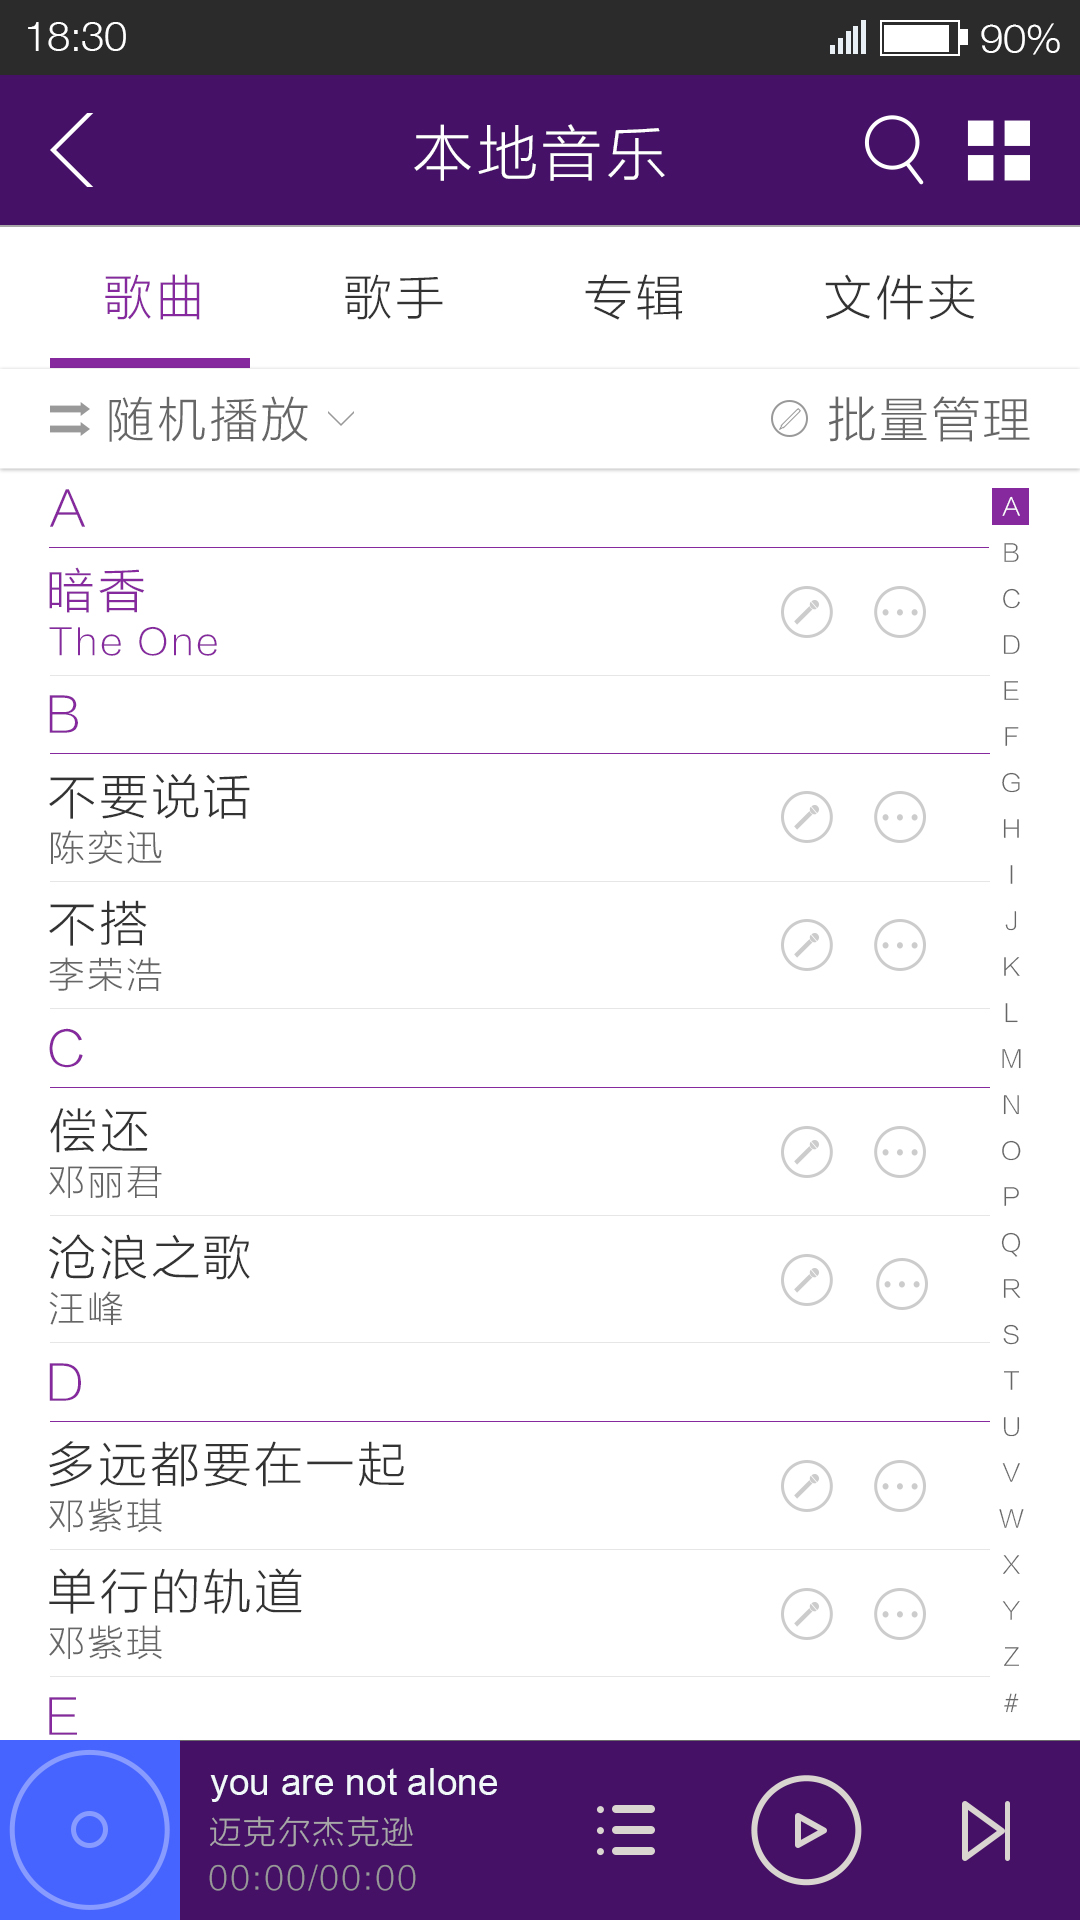 18:30 90%
本地音乐
歌曲 歌手 专辑 文件夹
随机播放 批量管理
A
暗香
The One
B
不要说话
陈奕迅
不搭
李荣浩
C
偿还
邓丽君
沧浪之歌
汪峰
D
多远都要在一起
邓紫琪
单行的轨道
邓紫琪
E
A
B
C
D
E
F
G
H
I
J
K
L
M
N
O
P
Q
R
S
T
U
V
W
X
Y
Z
#
you are not alone
迈克尔杰克逊
00:00/00:00